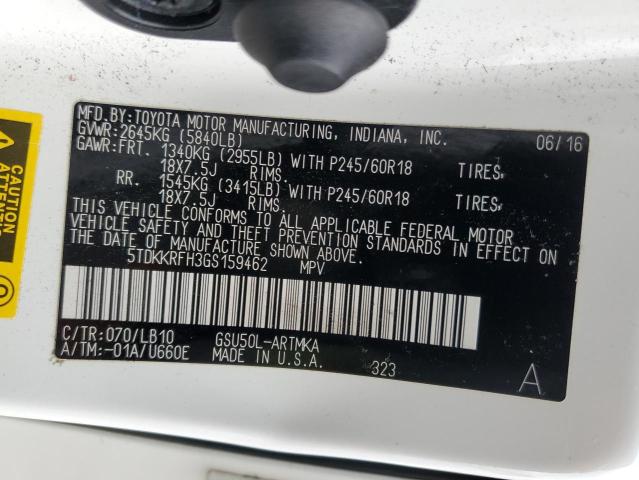 MFD.BY:TOYOTA MOTOR MANUFACTURING, INDIANA, INC. 06/16
GVWR:2645KG (5840LB)
GAWR:FRT. 1340KG (2955LB) WITH P245/60R18 TIRES,
18X7.5J RIMS.
RR. 1545KG (3415LB) WITH P245/60R18 TIRES,
18X7.5J RIMS.
THIS VEHICLE CONFORMS TO ALL APPLICABLE FEDERAL MOTOR
VEHICLE SAFETY AND THEFT PREVENTION STANDARDS IN EFFECT ON
THE DATE OF MANUFACTURE SHOWN ABOVE.
5TDKKRFH3GS159462 MPV
C/TR:070/LB10 GSU50L-ARTMKA
A/TM:-01A/U660E MADE IN U.S.A. 323 A
CAUTION